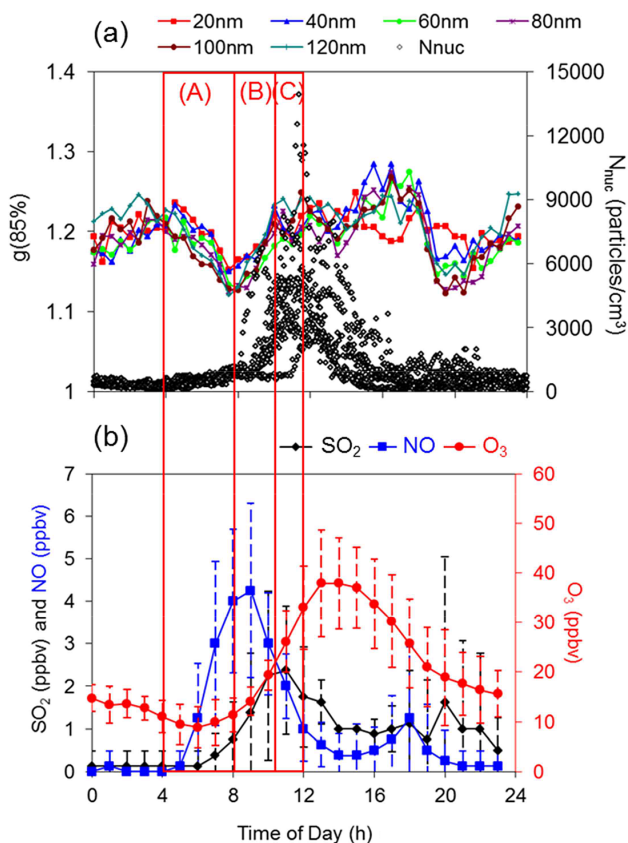 (a)
20nm 40nm 60nm 80nm
100nm 120nm Nnuc
1.4
1.3
1.2
1.1
1
g(85%)
(A) (B) (C)
15000
12000
9000
6000
3000
0
N_nuc (particles/cm³)
(b)
SO₂ NO O₃
7
6
5
4
3
2
1
0
SO₂ (ppbv) and NO (ppbv)
60
50
40
30
20
10
0
O₃ (ppbv)
0 4 8 12 16 20 24
Time of Day (h)